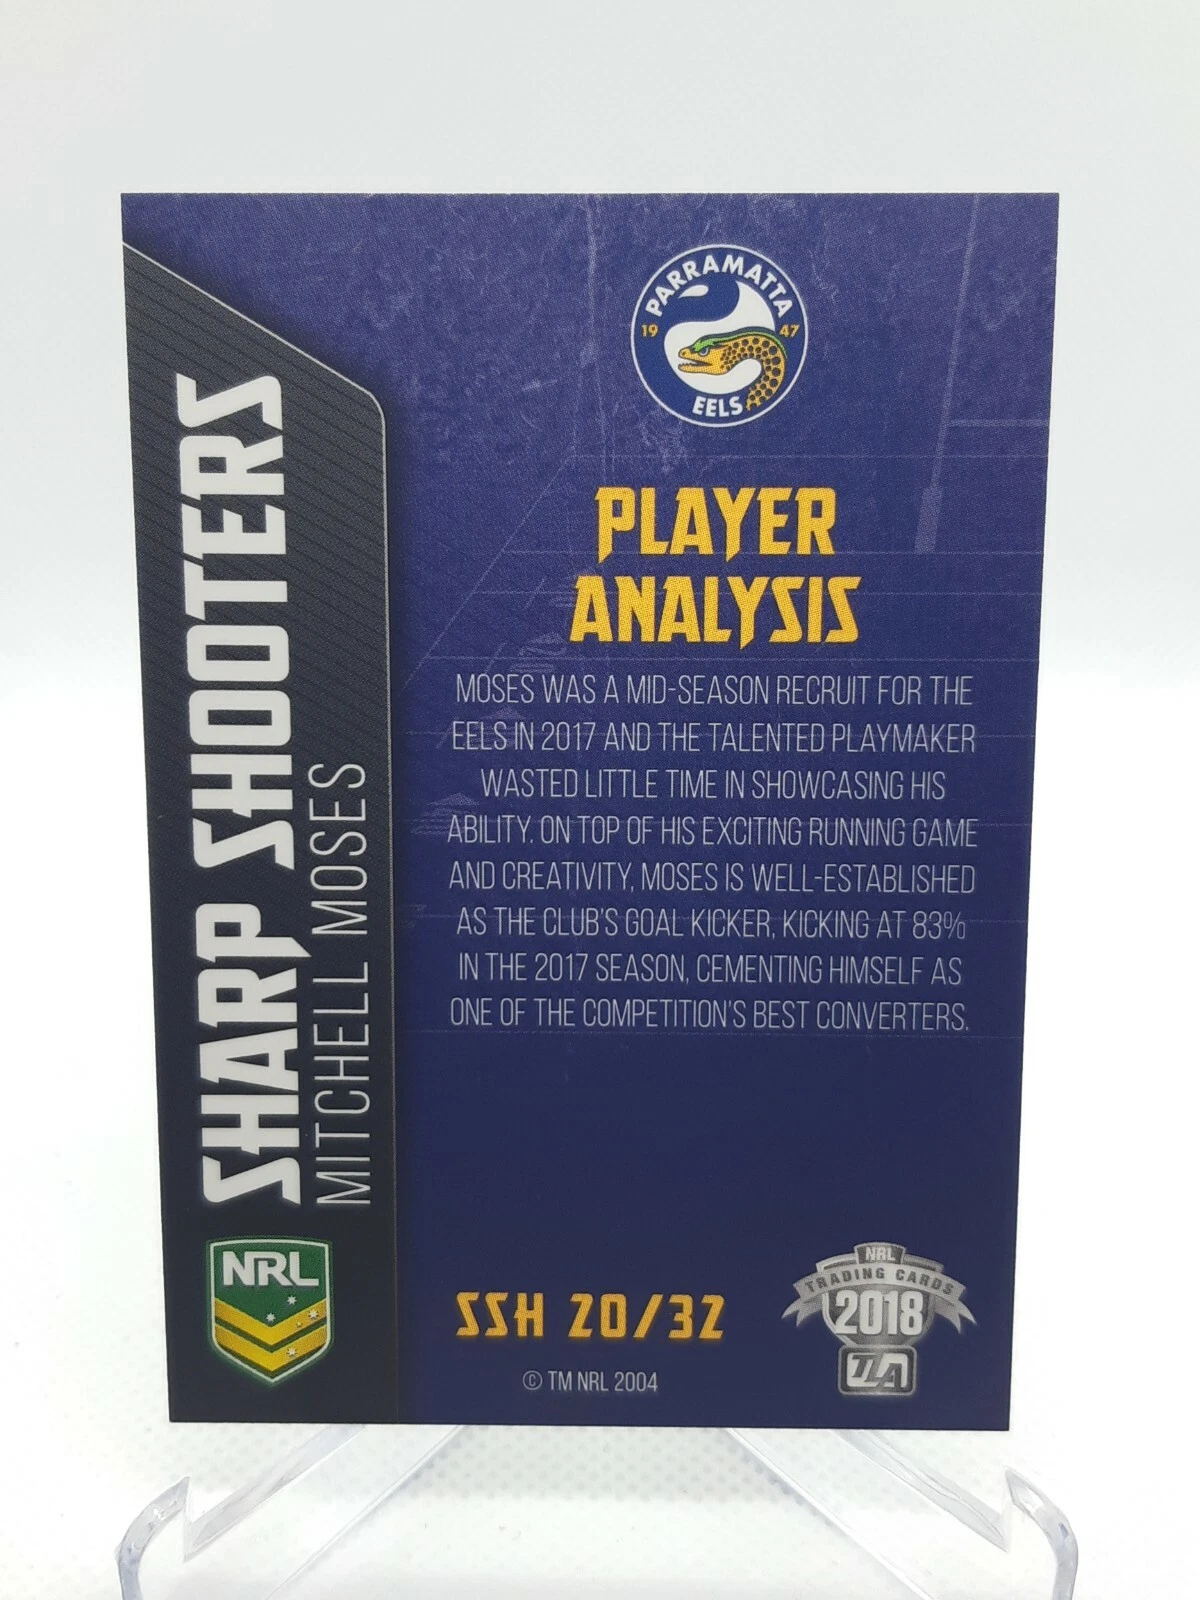 SHARP SHOOTERS
MITCHELL MOSES
PARRAMATTA
19 47
EELS
PLAYER
ANALYSIS
MOSES WAS A MID-SEASON RECRUIT FOR THE
EELS IN 2017 AND THE TALENTED PLAYMAKER
WASTED LITTLE TIME IN SHOWCASING HIS
ABILITY. ON TOP OF HIS EXCITING RUNNING GAME
AND CREATIVITY, MOSES IS WELL-ESTABLISHED
AS THE CLUB'S GOAL KICKER, KICKING AT 83%
IN THE 2017 SEASON, CEMENTING HIMSELF AS
ONE OF THE COMPETITION'S BEST CONVERTERS.
NRL
SSH 20/32
© TM NRL 2004
NRL
TRADING CARDS
2018
TLA